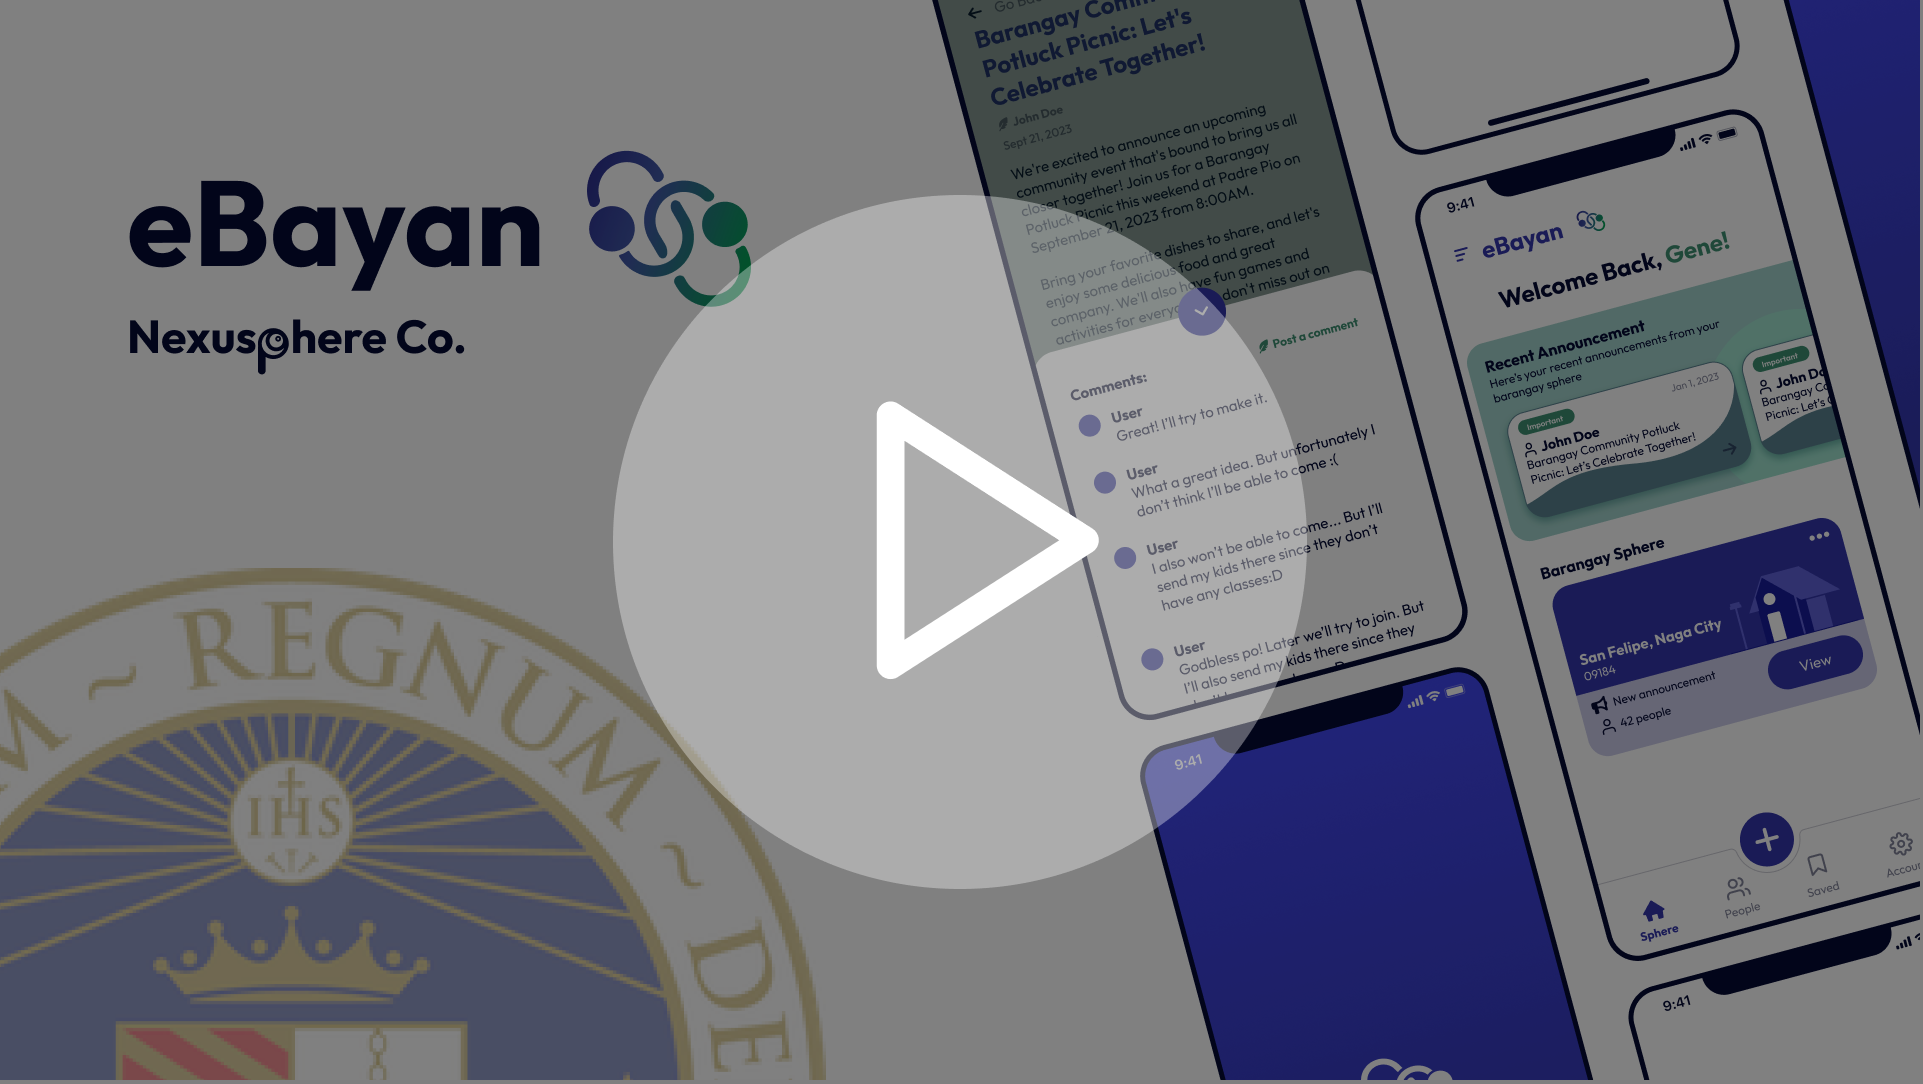 eBayan
Nexusphere Co.
REGNUM ~ DE
IHS
Go
Potluck Picnic: Let's
Celebrate Together!
John Doe
Sept 21, 2023
We're excited to announce an upcoming
community event that's bound to bring us all
closer together! Join us for a Barangay
Potluck Picnic this weekend at Padre Pio on
September 21, 2023 from 8:00AM.
Bring your favorite dishes to share, and let's
enjoy some delicious food and great
company. We'll also have fun games and
activities for don't miss out on
Post a comment
Comments:
User
Great! I'll try to make it.
User
What a great idea. But unfortunately I
don't think I'll be able to come :(
User
I also won't be able to come... But I'll
send my kids there since they don't
have any classes:D
User
Godbless po! Later we'll try to join. But
I'll also send my kids there since they
9:41
9:41
eBayan
Welcome Back, Gene!
Recent Announcement
Here's your recent announcements from your
barangay sphere
Important
Jan 1, 2023
John Doe
Barangay Community Potluck
Picnic: Let's Celebrate Together!
Important
John Do
Barangay Co
Picnic: Let's C
Barangay Sphere
San Felipe, Naga City
09184
View
New announcement
42 people
Sphere
People
Saved
Accoun
9:41